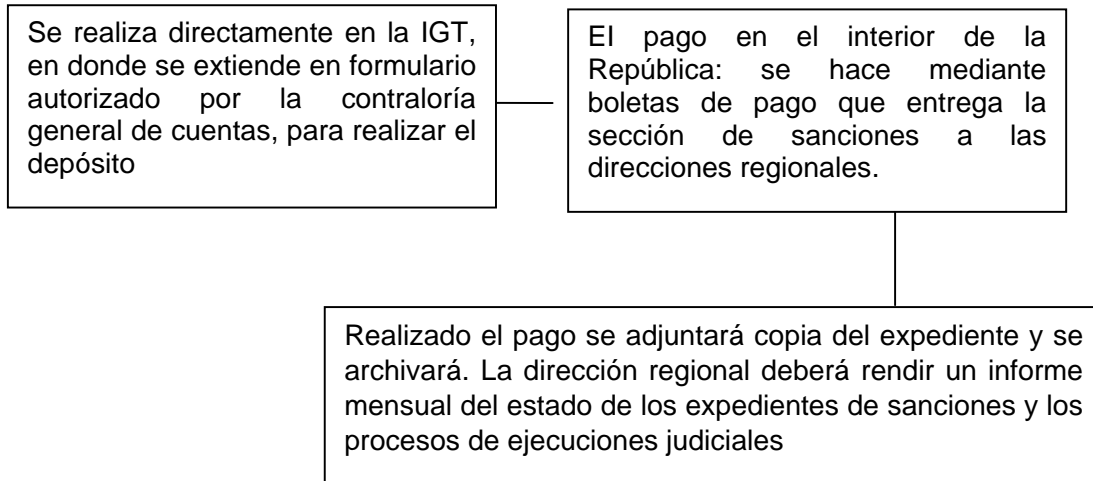 Se realiza directamente en la IGT,
en donde se extiende en formulario
autorizado por la contraloría
general de cuentas, para realizar el
depósito
El pago en el interior de la
República: se hace mediante
boletas de pago que entrega la
sección de sanciones a las
direcciones regionales.
Realizado el pago se adjuntará copia del expediente y se
archivará. La dirección regional deberá rendir un informe
mensual del estado de los expedientes de sanciones y los
procesos de ejecuciones judiciales